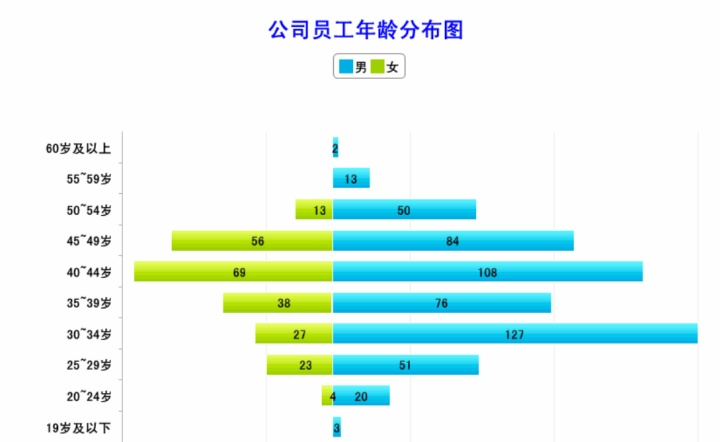 公司员工年龄分布图
男 女
60岁及以上 2
55~59岁 13
50~54岁 13 50
45~49岁 56 84
40~44岁 69 108
35~39岁 38 76
30~34岁 27 127
25~29岁 23 51
20~24岁 4 20
19岁及以下 3